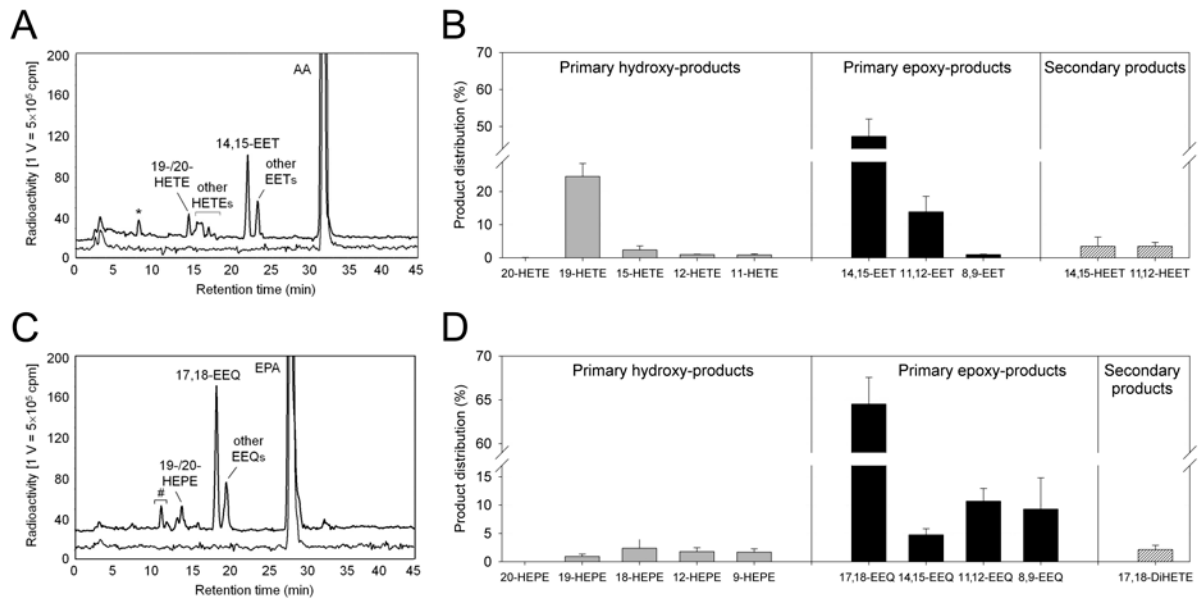 A
Radioactivity [1 V = 5×10⁵ cpm]
200
160
120
80
40
0
AA
14,15-EET
19-/20-
HETE
other
HETEs
other
EETs
*
0 5 10 15 20 25 30 35 40 45
Retention time (min)
B
Product distribution (%)
70
50
20
10
0
Primary hydroxy-products
Primary epoxy-products
Secondary products
20-HETE 19-HETE 15-HETE 12-HETE 11-HETE 14,15-EET 11,12-EET 8,9-EET 14,15-HEET 11,12-HEET
C
Radioactivity [1 V = 5×10⁵ cpm]
200
160
120
80
40
0
EPA
17,18-EEQ
other
EEQs
19-/20-
HEPE
#
0 5 10 15 20 25 30 35 40 45
Retention time (min)
D
Product distribution (%)
70
65
60
15
10
5
0
Primary hydroxy-products
Primary epoxy-products
Secondary
products
20-HEPE 19-HEPE 18-HEPE 12-HEPE 9-HEPE 17,18-EEQ 14,15-EEQ 11,12-EEQ 8,9-EEQ 17,18-DiHETE